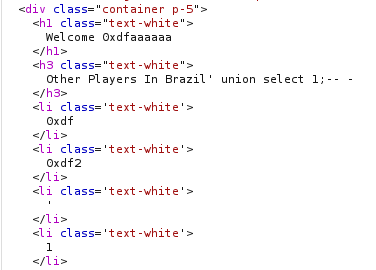 <div class="container p-5">
<h1 class="text-white">
Welcome 0xdfaaaaaa
</h1>
<h3 class="text-white">
Other Players In Brazil' union select 1;-- -
</h3>
<li class='text-white'>
0xdf
</li>
<li class='text-white'>
0xdf2
</li>
<li class='text-white'>
'
</li>
<li class='text-white'>
1
</li>